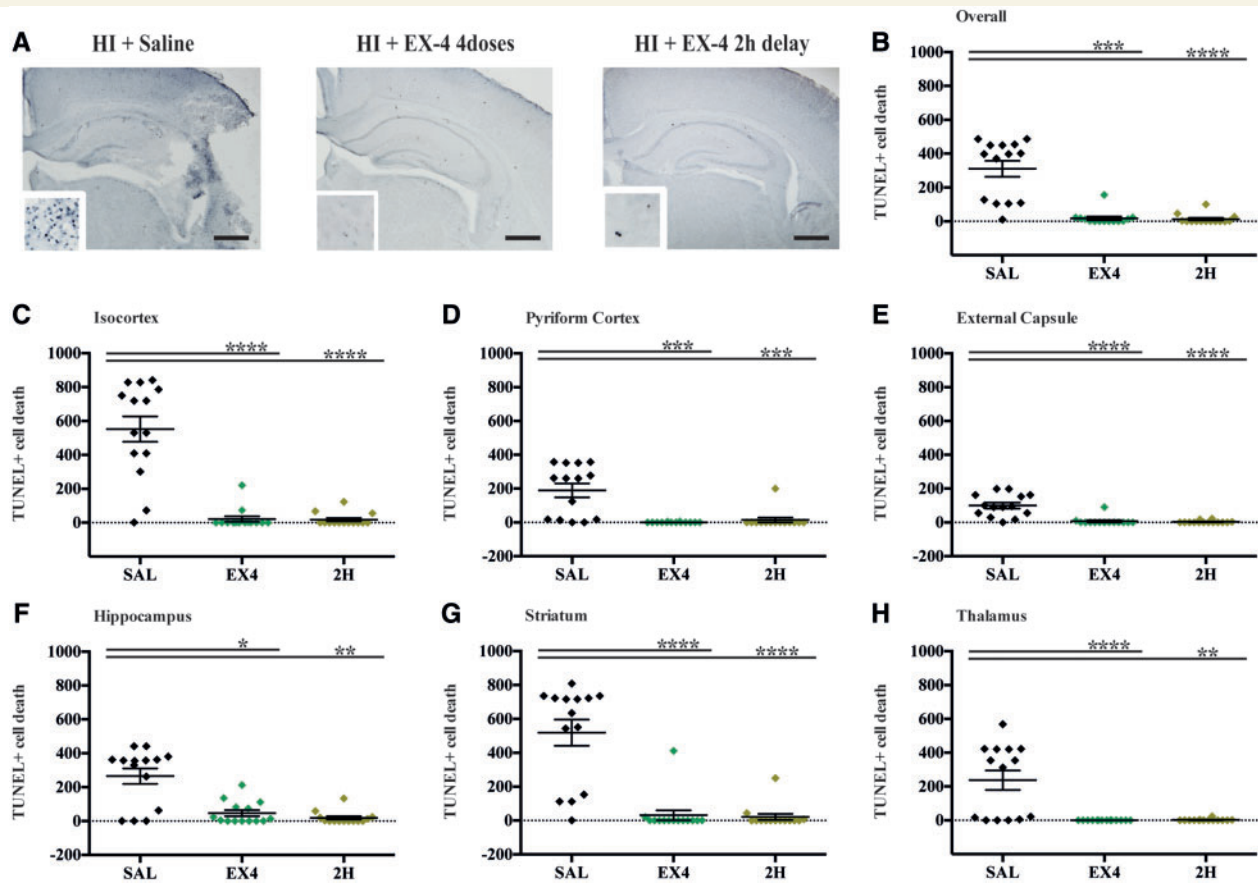 A
HI + Saline
HI + EX-4 4doses
HI + EX-4 2h delay
B
Overall
***
****
TUNEL+ cell death
1000
800
600
400
200
0
-200
SAL
EX4
2H
C
Isocortex
****
****
TUNEL+ cell death
1000
800
600
400
200
0
-200
SAL
EX4
2H
D
Pyriform Cortex
***
***
TUNEL+ cell death
1000
800
600
400
200
0
-200
SAL
EX4
2H
E
External Capsule
****
****
TUNEL+ cell death
1000
800
600
400
200
0
-200
SAL
EX4
2H
F
Hippocampus
*
**
TUNEL+ cell death
1000
800
600
400
200
0
-200
SAL
EX4
2H
G
Striatum
****
****
TUNEL+ cell death
1000
800
600
400
200
0
-200
SAL
EX4
2H
H
Thalamus
****
**
TUNEL+ cell death
1000
800
600
400
200
0
-200
SAL
EX4
2H